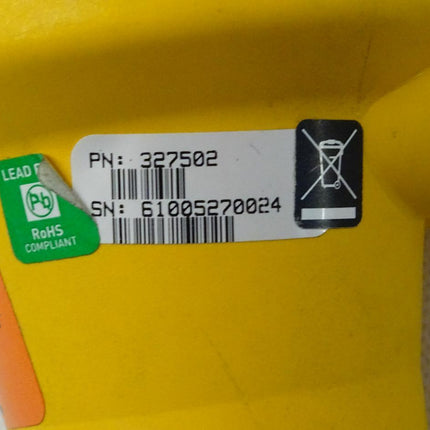 PN: 327502
SN: 61005270024
LEAD
Pb
RoHS
COMPLIANT